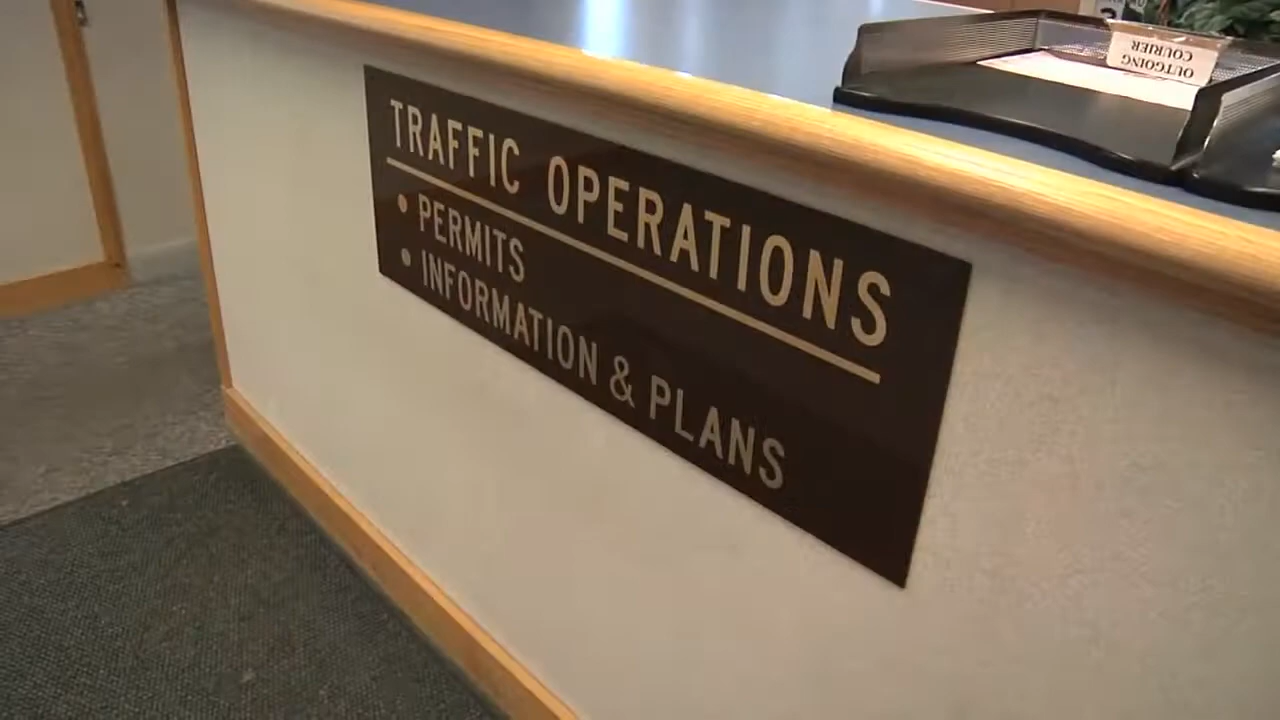 OUTGOING
COURIER
TRAFFIC OPERATIONS
• PERMITS
• INFORMATION & PLANS